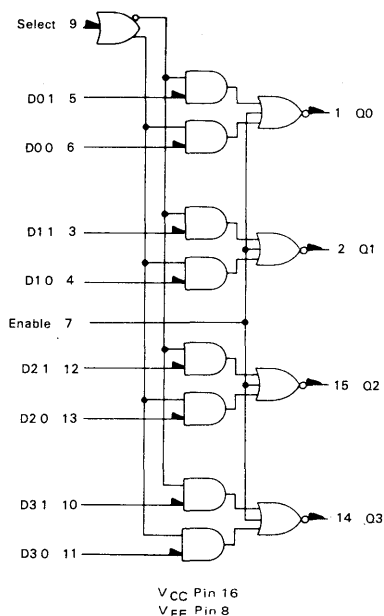 Select 9
D0 1 5
1 Q0
D0 0 6
D1 1 3
2 Q1
D1 0 4
Enable 7
D2 1 12
15 Q2
D2 0 13
D3 1 10
14 Q3
D3 0 11
VCC Pin 16
VEE Pin 8